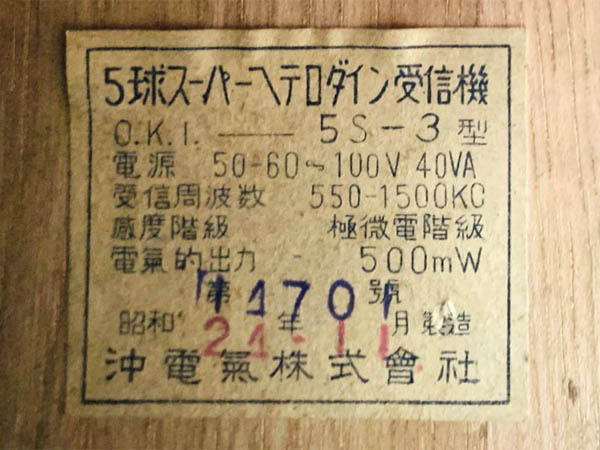 5球スーパーヘテロダイン受信機
O.K.I. — 5S-3型
電源 50-60~100V 40VA
受信周波数 550-1500KC
感度階級 極微電階級
電氣的出力 500mW
第 號
昭和 年 月製造
沖電氣株式會社